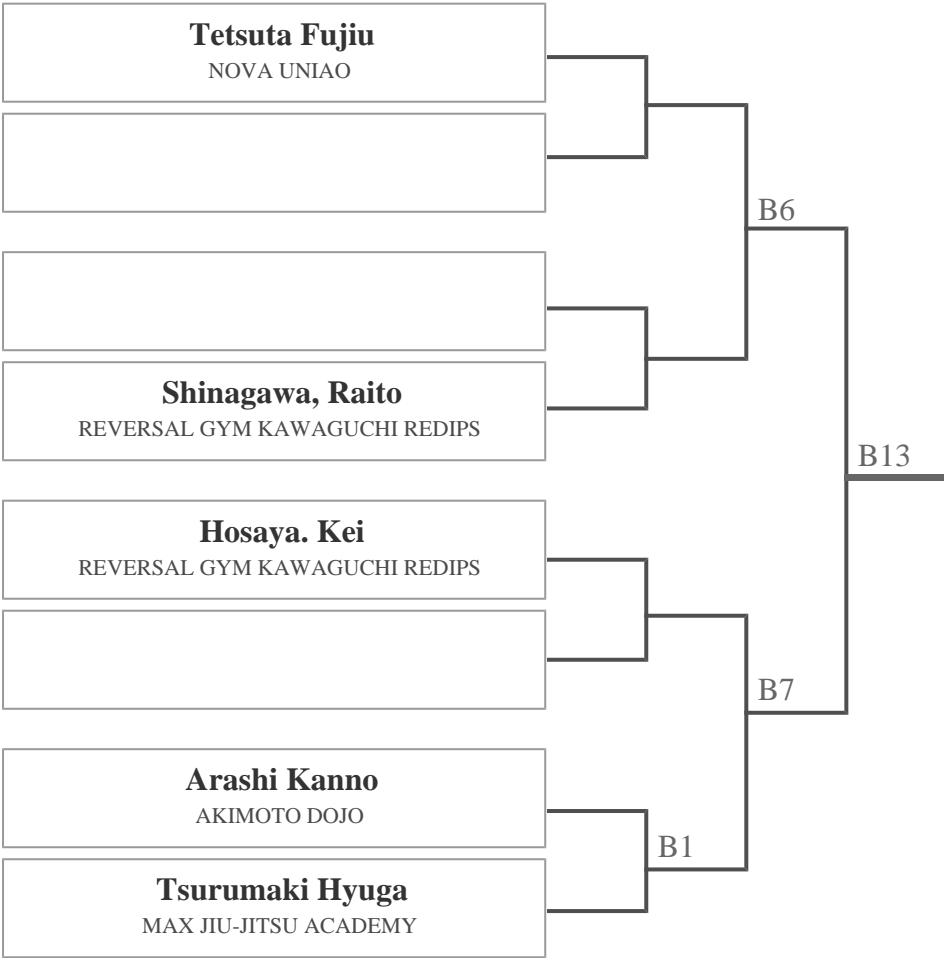 Tetsuta Fujiu
NOVA UNIAO
B6
Shinagawa, Raito
REVERSAL GYM KAWAGUCHI REDIPS
B13
Hosaya. Kei
REVERSAL GYM KAWAGUCHI REDIPS
B7
Arashi Kanno
AKIMOTO DOJO
B1
Tsurumaki Hyuga
MAX JIU-JITSU ACADEMY